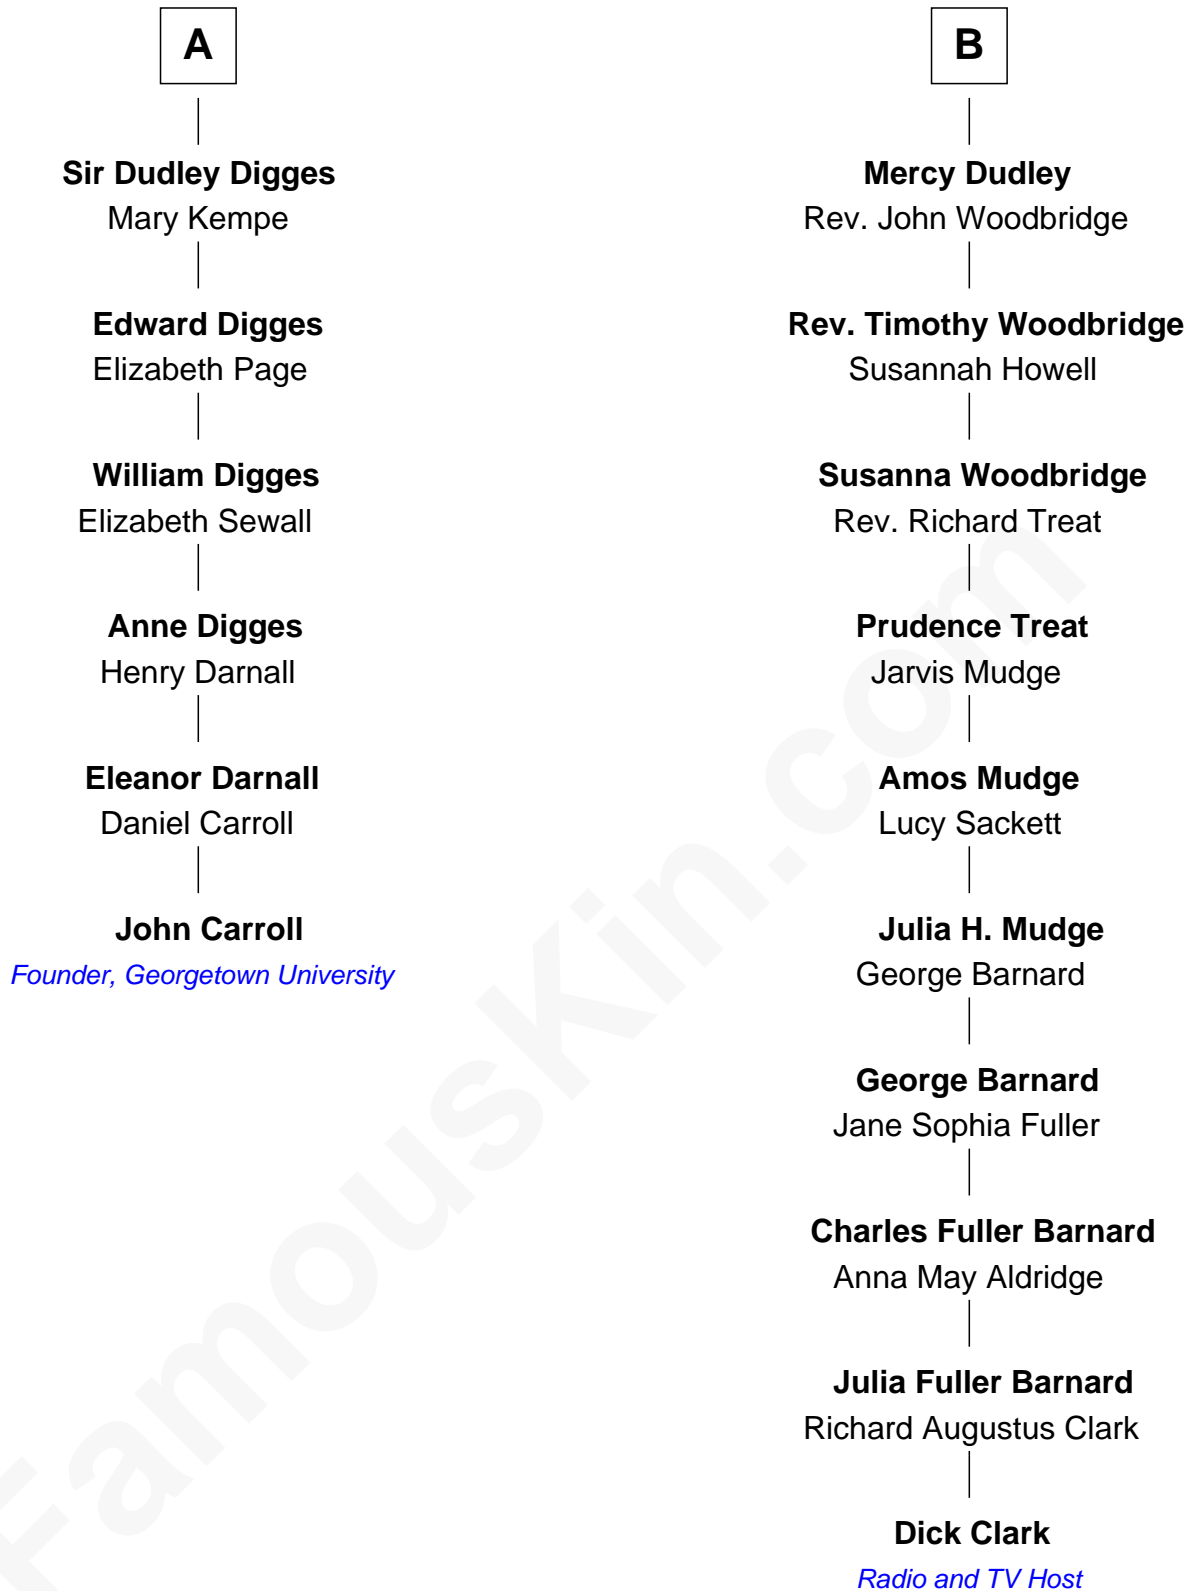 A
Sir Dudley Digges
Mary Kempe
Edward Digges
Elizabeth Page
William Digges
Elizabeth Sewall
Anne Digges
Henry Darnall
Eleanor Darnall
Daniel Carroll
John Carroll
Founder, Georgetown University
B
Mercy Dudley
Rev. John Woodbridge
Rev. Timothy Woodbridge
Susannah Howell
Susanna Woodbridge
Rev. Richard Treat
Prudence Treat
Jarvis Mudge
Amos Mudge
Lucy Sackett
Julia H. Mudge
George Barnard
George Barnard
Jane Sophia Fuller
Charles Fuller Barnard
Anna May Aldridge
Julia Fuller Barnard
Richard Augustus Clark
Dick Clark
Radio and TV Host
FamousKin.com